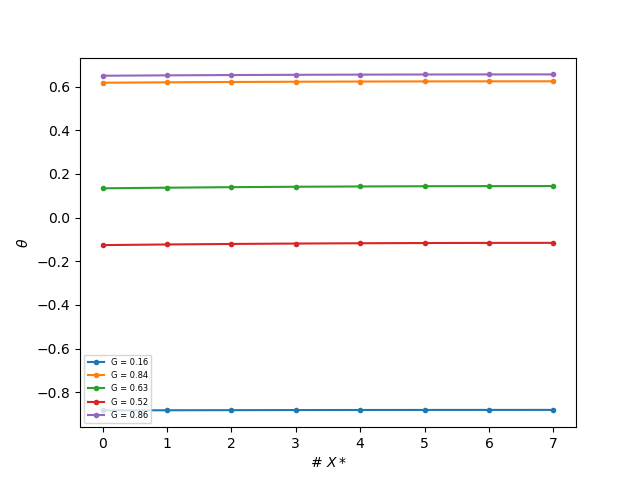 0.6
0.4
0.2
0.0
−0.2
−0.4
−0.6
−0.8
θ
G = 0.16
G = 0.84
G = 0.63
G = 0.52
G = 0.86
0 1 2 3 4 5 6 7
# X *